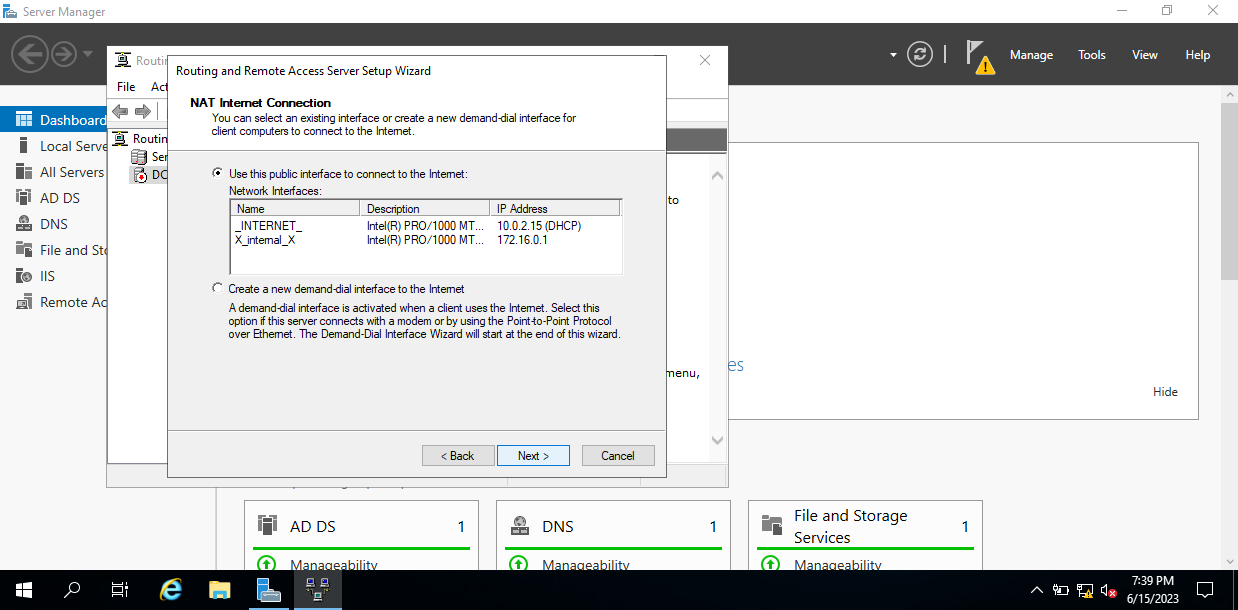 Server Manager
Manage
Tools
View
Help
Routin
File
Act
Routing and Remote Access Server Setup Wizard
NAT Internet Connection
You can select an existing interface or create a new demand-dial interface for
client computers to connect to the Internet.
Dashboard
Local Serve
All Servers
AD DS
DNS
File and Sto
IIS
Remote Ac
Routin
Ser
DC
Use this public interface to connect to the Internet:
Network Interfaces:
Name Description IP Address
_INTERNET_ Intel(R) PRO/1000 MT... 10.0.2.15 (DHCP)
X_internal_X Intel(R) PRO/1000 MT... 172.16.0.1
Create a new demand-dial interface to the Internet
A demand-dial interface is activated when a client uses the Internet. Select this
option if this server connects with a modem or by using the Point-to-Point Protocol
over Ethernet. The Demand-Dial Interface Wizard will start at the end of this wizard.
< Back
Next >
Cancel
to
menu,
es
Hide
AD DS 1
Manageability
DNS 1
Manageability
File and Storage
Services 1
Manageability
7:39 PM
6/15/2023